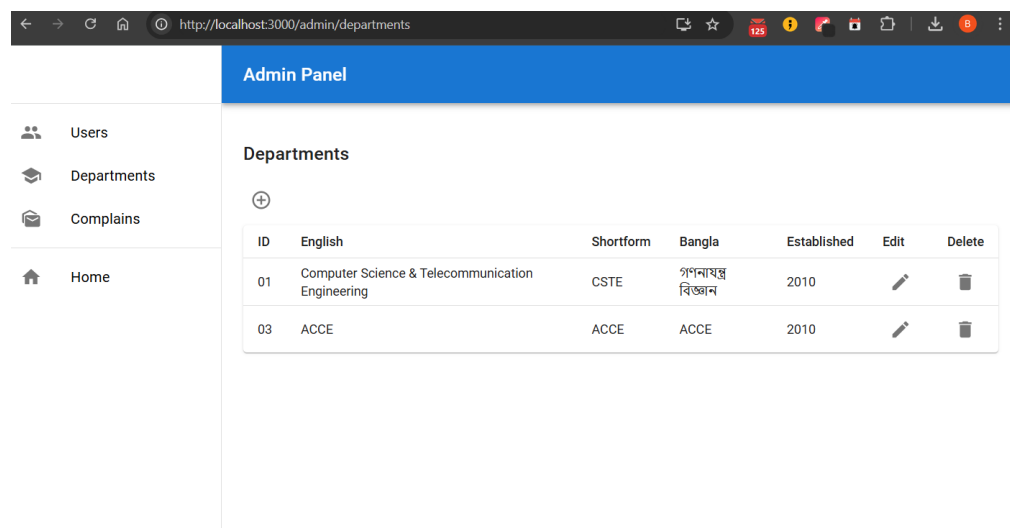 http://localhost:3000/admin/departments
125
B
Admin Panel
Users
Departments
Complains
Home
Departments
ID English Shortform Bangla Established Edit Delete
01 Computer Science & Telecommunication Engineering CSTE গণনাযন্ত্র বিজ্ঞান 2010
03 ACCE ACCE ACCE 2010